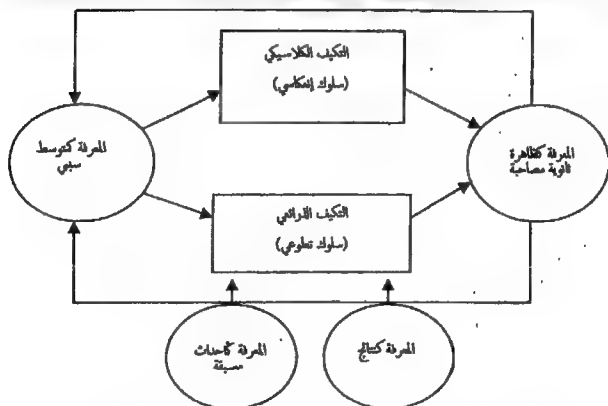 التكيف الكلاسيكي
(سلوك إنعكاسي)
المعرفة كظاهرة
ثانوية مصاحبة
المعرفة كتوسط
سببي
التكيف الذرائعي
(سلوك تطوعي)
المعرفة كنتائج
المعرفة كأحداث
مسبقة